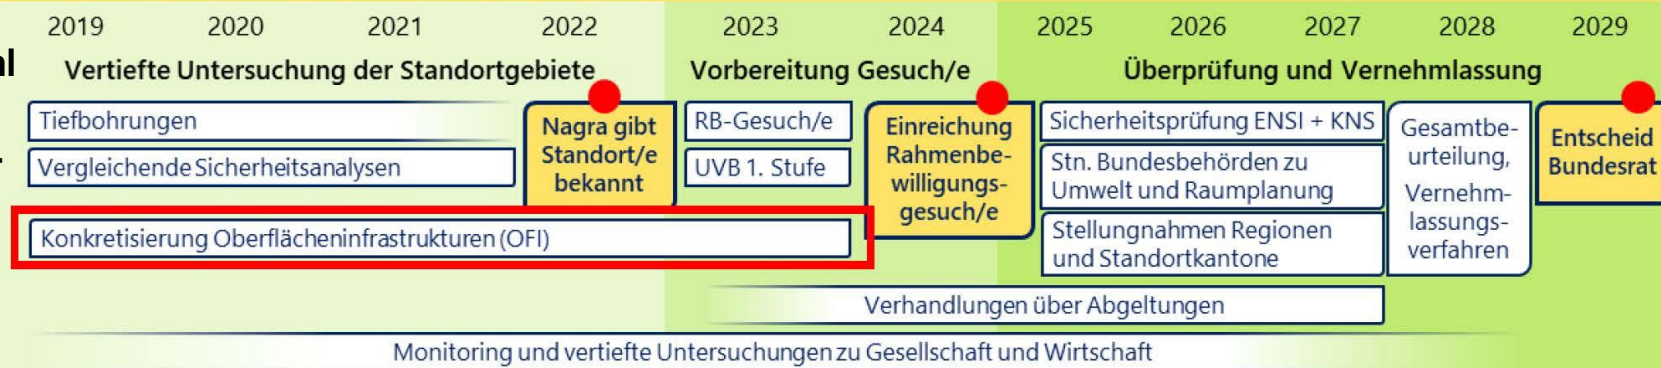 2019 2020 2021 2022 2023 2024 2025 2026 2027 2028 2029
Vertiefte Untersuchung der Standortgebiete Vorbereitung Gesuch/e Überprüfung und Vernehmlassung
Tiefbohrungen
Vergleichende Sicherheitsanalysen
Nagra gibt
Standort/e
bekannt
RB-Gesuch/e
UVB 1. Stufe
Einreichung
Rahmenbe-
willigungs-
gesuch/e
Sicherheitsprüfung ENSI + KNS
Stn. Bundesbehörden zu
Umwelt und Raumplanung
Stellungnahmen Regionen
und Standortkantone
Gesamtbe-
urteilung,
Vernehm-
lassungs-
verfahren
Entscheid
Bundesrat
Konkretisierung Oberflächeninfrastrukturen (OFI)
Verhandlungen über Abgeltungen
Monitoring und vertiefte Untersuchungen zu Gesellschaft und Wirtschaft